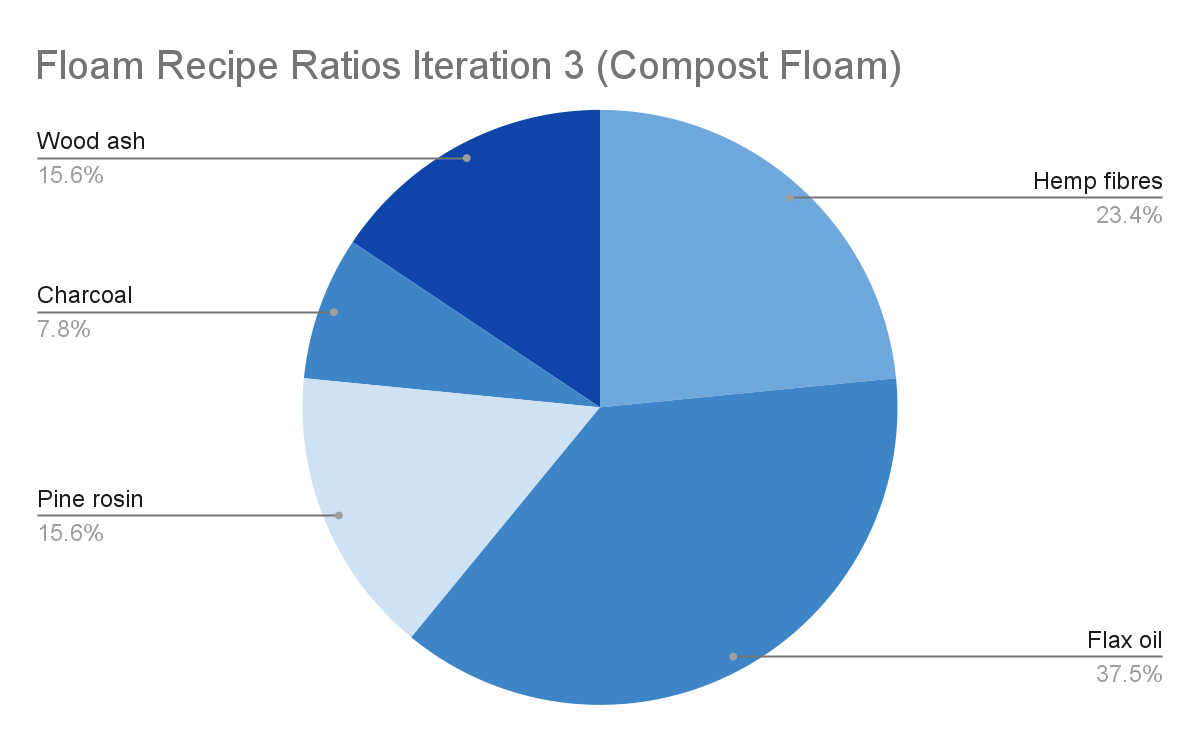 Floam Recipe Ratios Iteration 3 (Compost Floam)
Wood ash
15.6%
Hemp fibres
23.4%
Charcoal
7.8%
Pine rosin
15.6%
Flax oil
37.5%